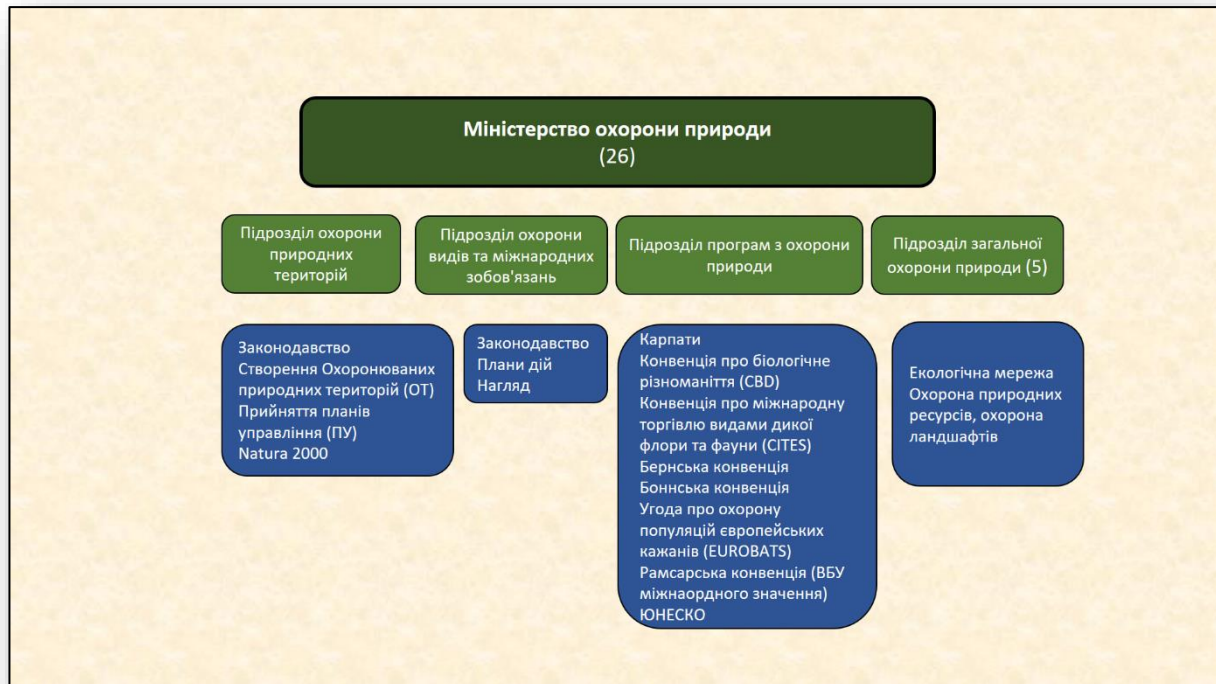 Міністерство охорони природи
(26)
Підрозділ охорони
природних
територій
Підрозділ охорони
видів та міжнародних
зобов'язань
Підрозділ програм з охорони
природи
Підрозділ загальної
охорони природи (5)
Законодавство
Створення Охоронюваних
природних територій (ОТ)
Прийняття планів
управління (ПУ)
Natura 2000
Законодавство
Плани дій
Нагляд
Карпати
Конвенція про біологічне
різноманіття (CBD)
Конвенція про міжнародну
торгівлю видами дикої
флори та фауни (CITES)
Бернська конвенція
Боннська конвенція
Угода про охорону
популяцій європейських
кажанів (EUROBATS)
Рамсарська конвенція (ВБУ
міжнаордного значення)
ЮНЕСКО
Екологічна мережа
Охорона природних
ресурсів, охорона
ландшафтів